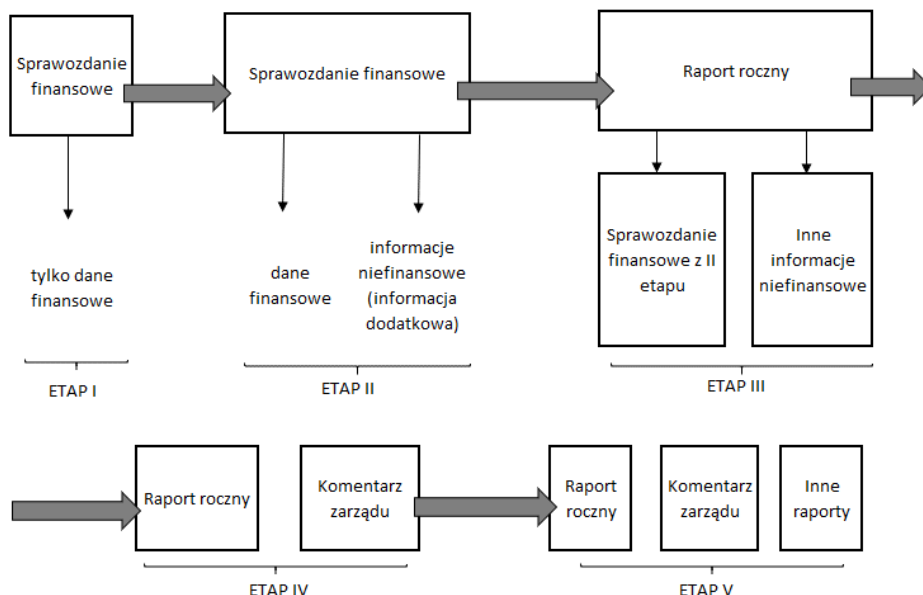 Sprawozdanie
finansowe
Sprawozdanie finansowe
Raport roczny
tylko dane
finansowe
dane
finansowe
informacje
niefinansowe
(informacja
dodatkowa)
Sprawozdanie
finansowe z II
etapu
Inne
informacje
niefinansowe
ETAP I
ETAP II
ETAP III
Raport roczny
Komentarz
zarządu
Raport
roczny
Komentarz
zarządu
Inne
raporty
ETAP IV
ETAP V